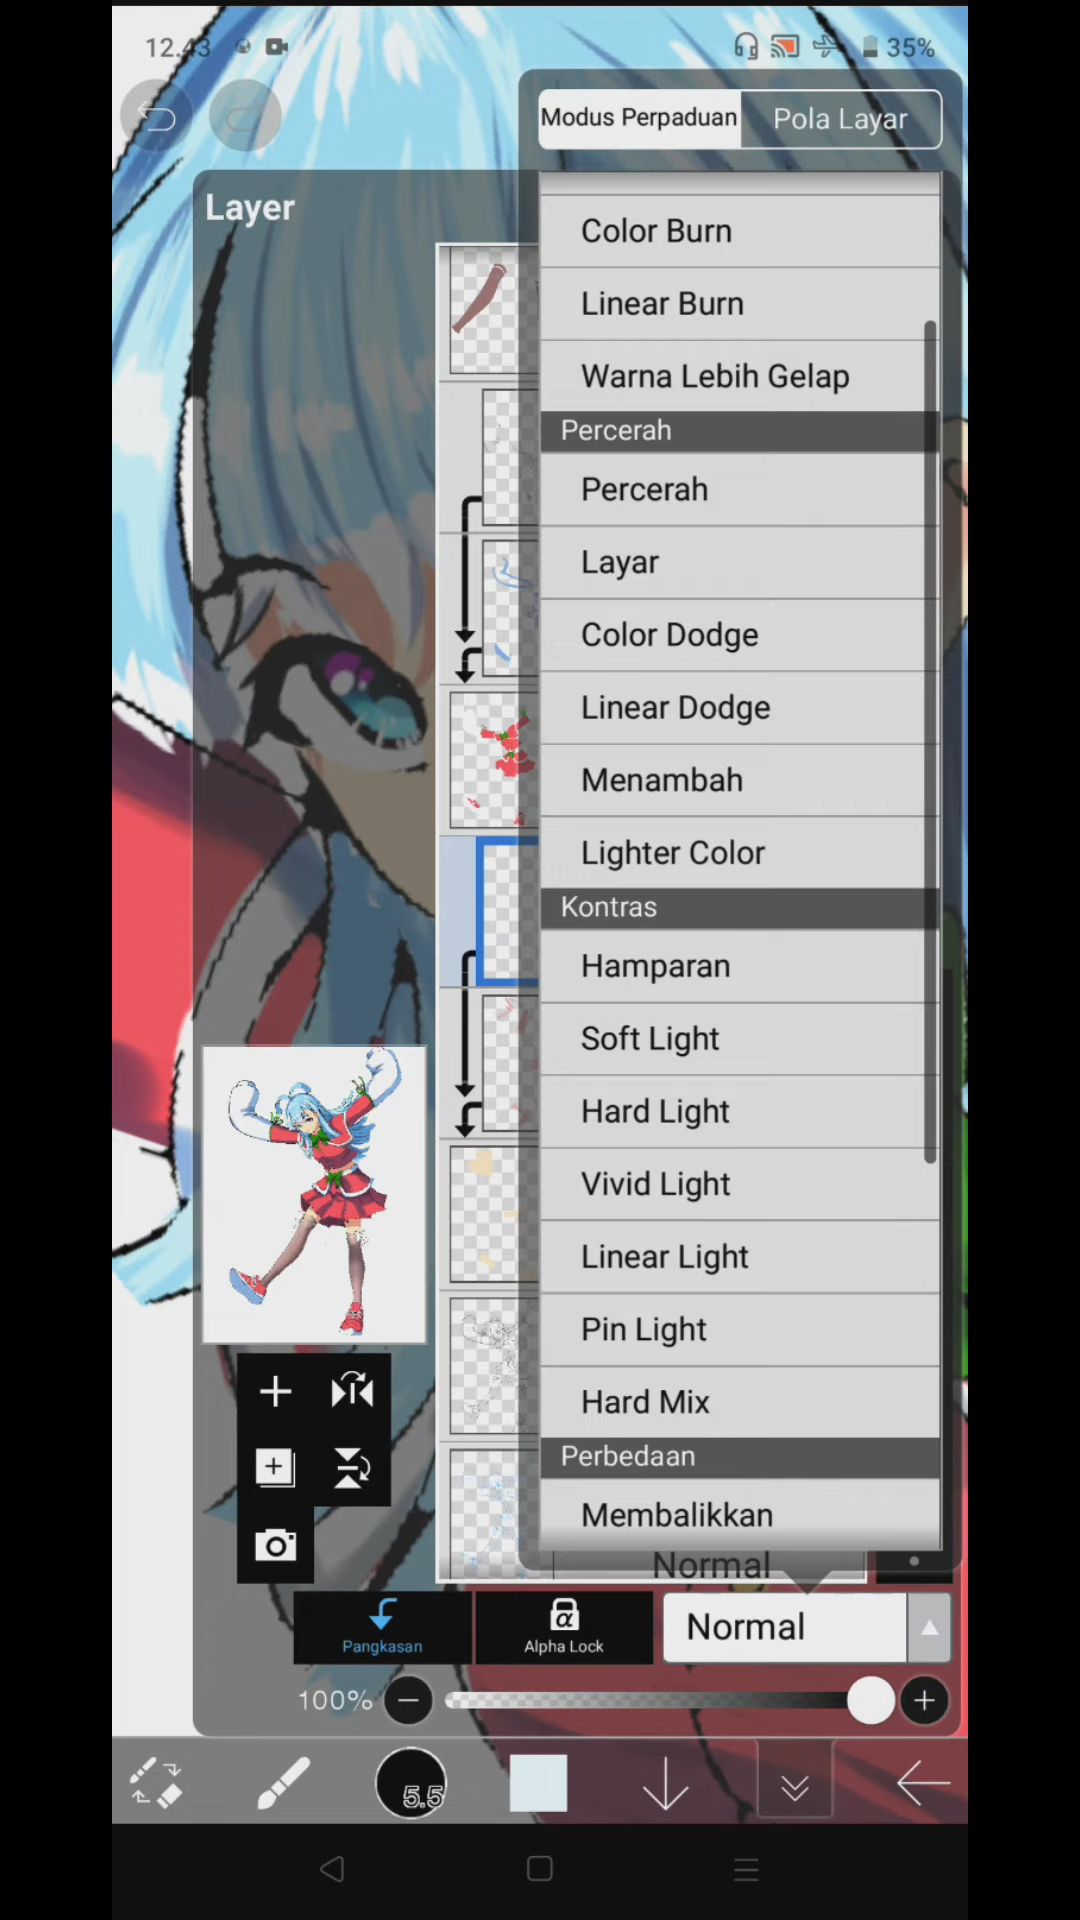 12.43
35%
Modus Perpaduan
Pola Layar
Layer
Color Burn
Linear Burn
Warna Lebih Gelap
Percerah
Percerah
Layar
Color Dodge
Linear Dodge
Menambah
Lighter Color
Kontras
Hamparan
Soft Light
Hard Light
Vivid Light
Linear Light
Pin Light
Hard Mix
Perbedaan
Membalikkan
Normal
Pangkasan
α
Alpha Lock
Normal
100%
5.5